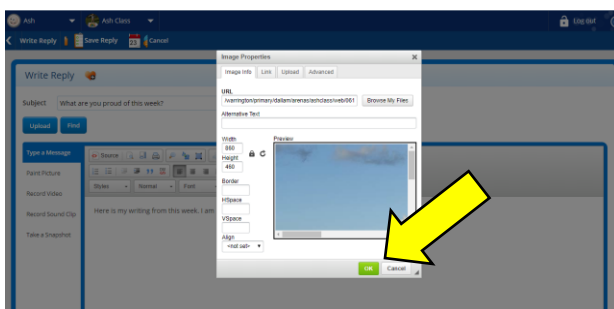 Ash
Ash Class
Log Out
Write Reply
Save Reply
23
Cancel
Write Reply
Subject
What are you proud of this week?
Upload
Find
Type a Message
Paint Picture
Record Video
Record Sound Clip
Take a Snapshot
Source
Styles
Normal
Font
Here is my writing from this week. I am
Image Properties
Image Info
Link
Upload
Advanced
URL
/warrington/primary/dallam/arenas/ashclass/web/061
Browse My Files
Alternative Text
Width
Height
460
Preview
Border
HSpace
VSpace
Align
<not set>
OK
Cancel